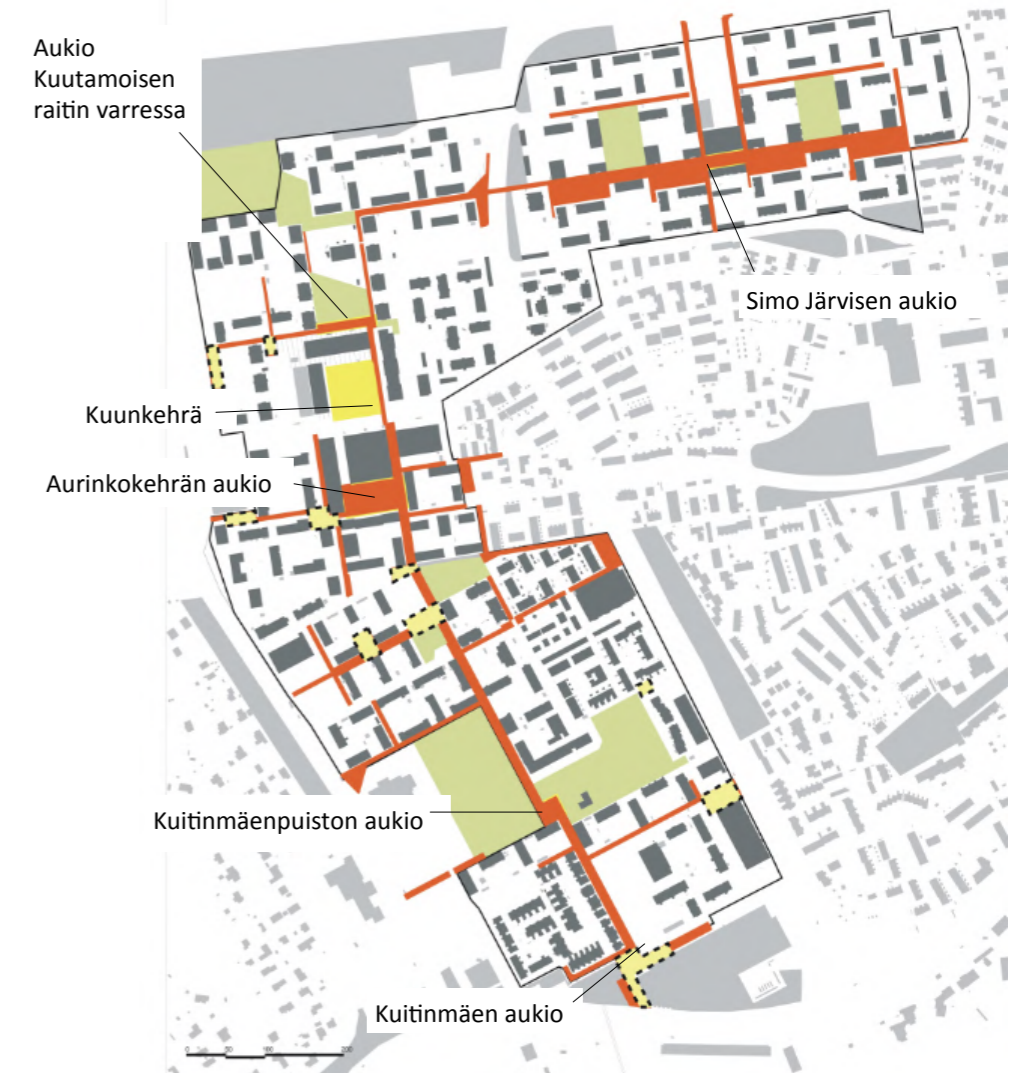 Aukio
Kuutamoisen
raitin varressa
Simo Järvisen aukio
Kuunkehrä
Aurinkokehrän aukio
Kuitinmäenpuiston aukio
Kuitinmäen aukio